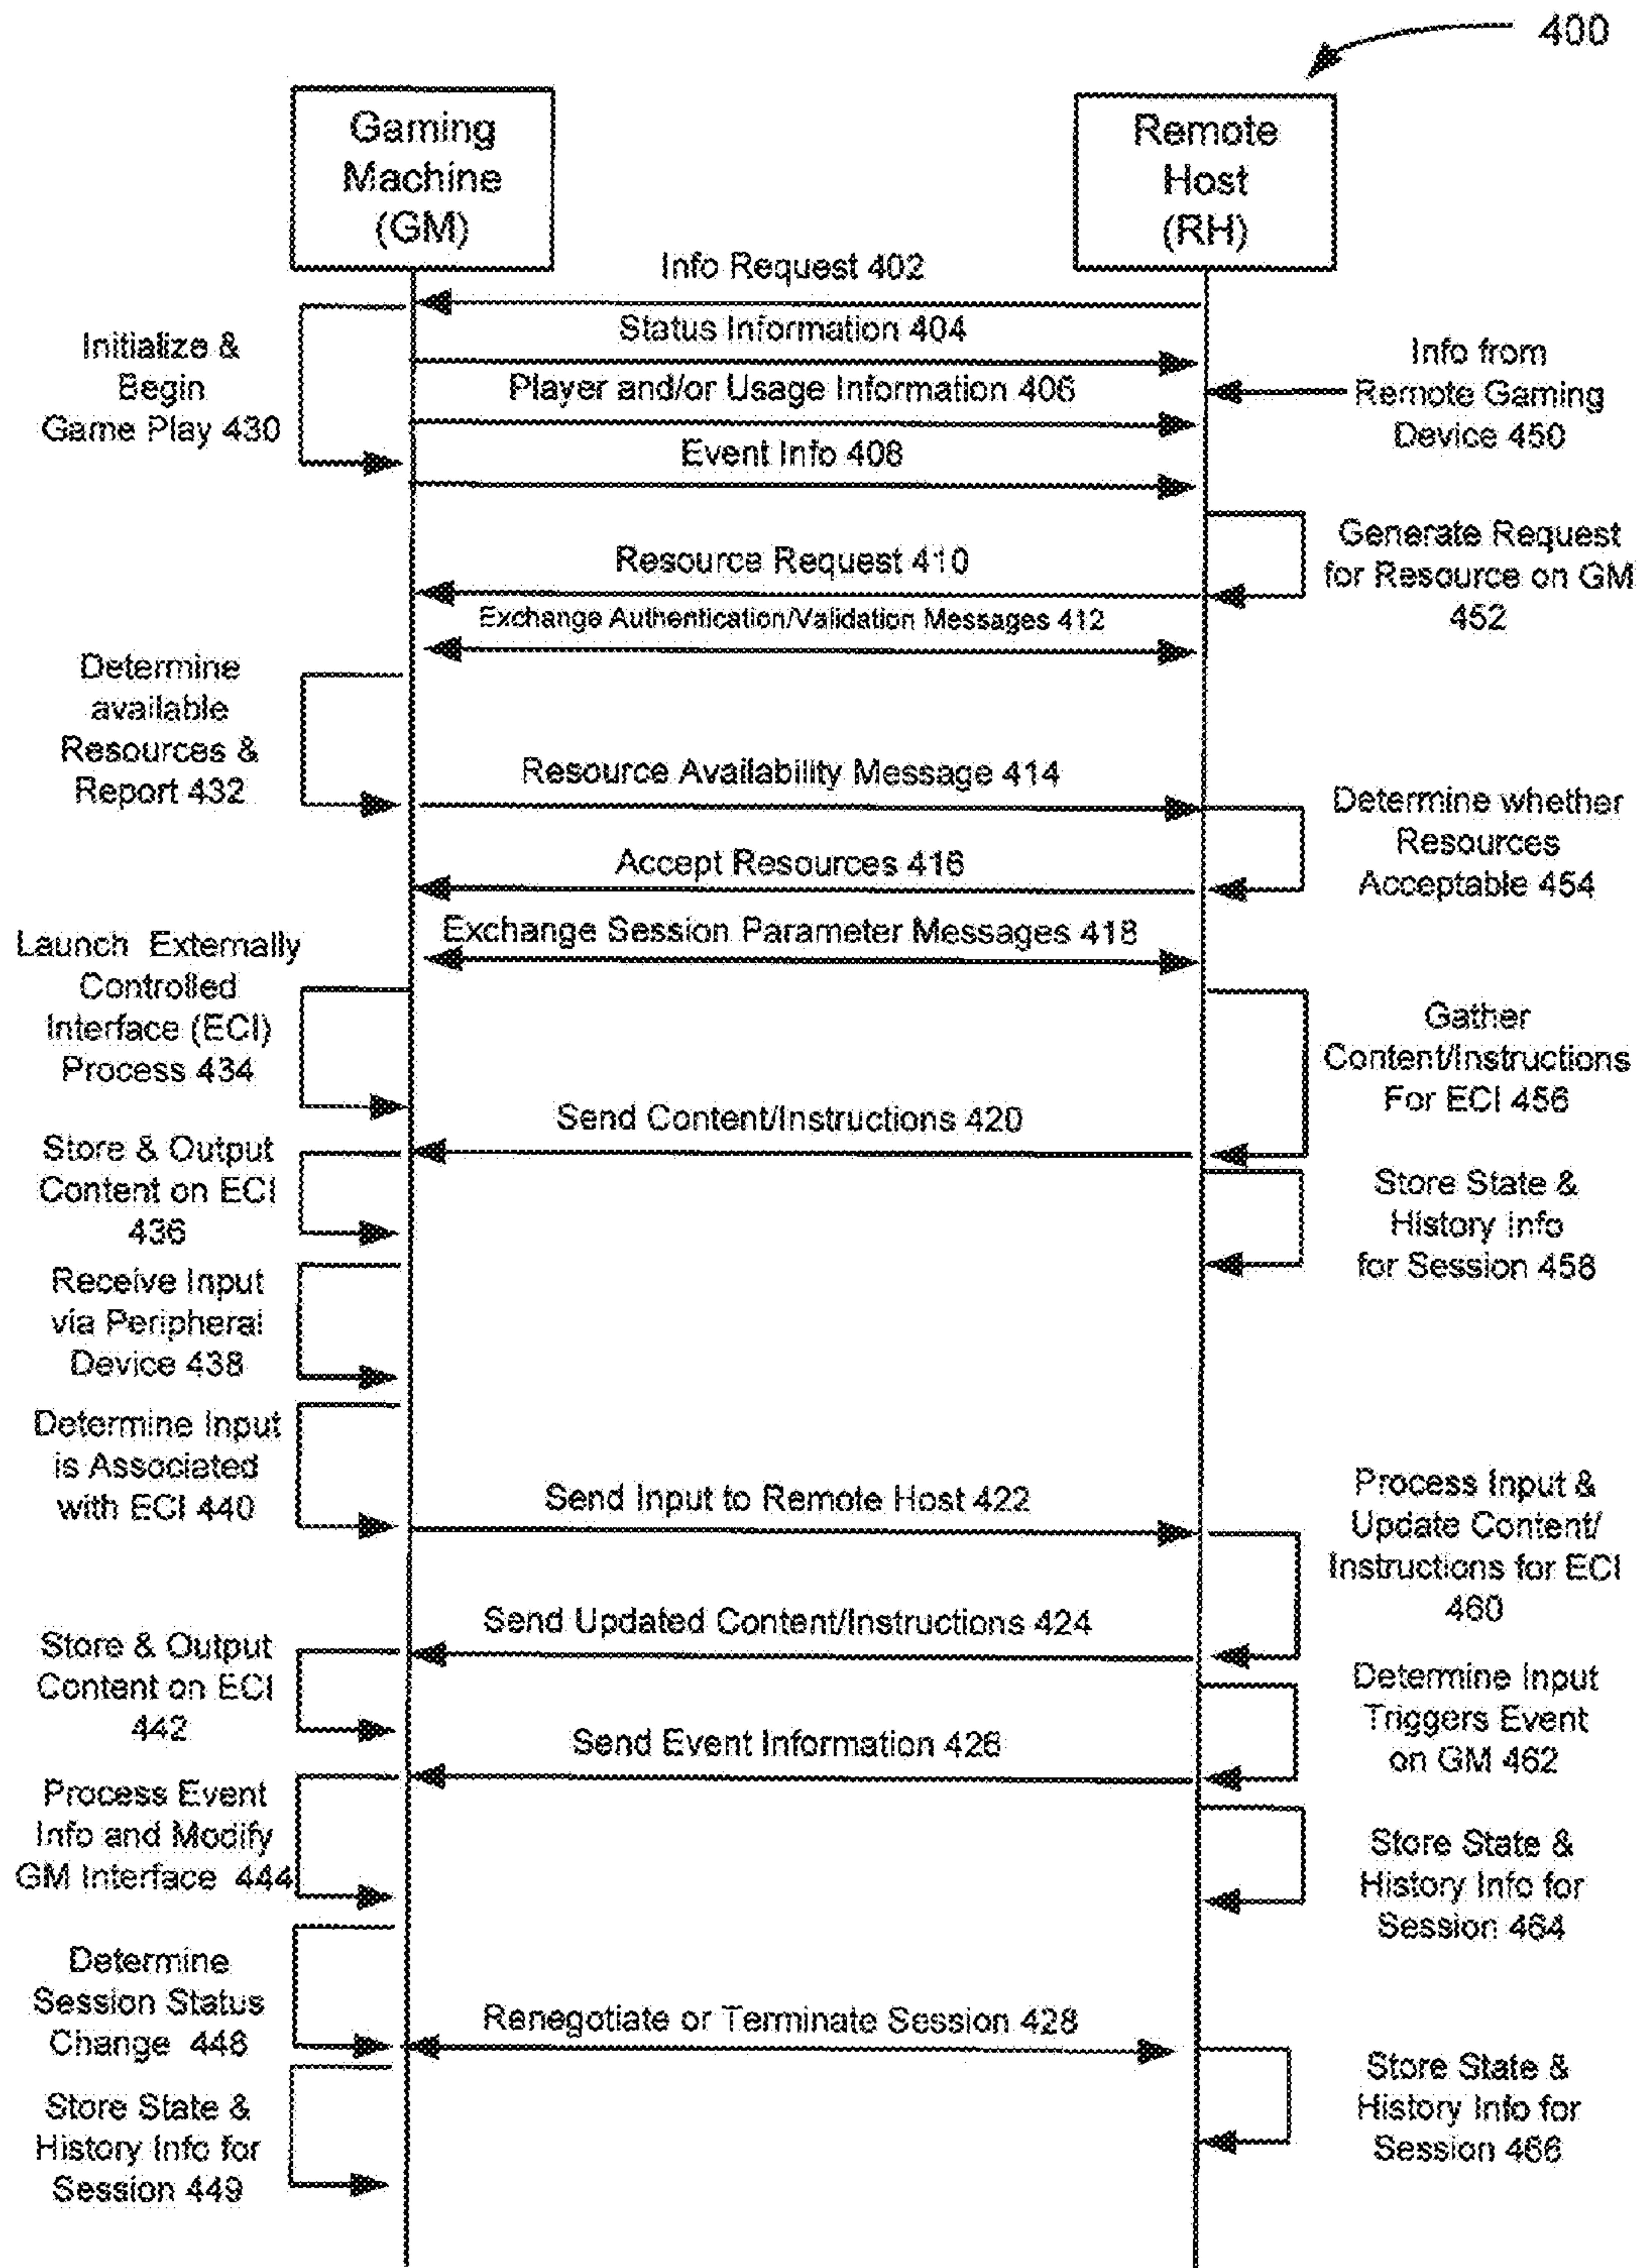 400
Gaming
Machine
(GM)
Remote
Host
(RH)
Info Request 402
Status Information 404
Initialize &
Begin
Game Play 430
Player and/or Usage Information 406
Info from
Remote Gaming
Device 450
Event Info 408
Generate Request
for Resource on GM
452
Resource Request 410
Exchange Authentication/Validation Messages 412
Determine
available
Resources &
Report 432
Resource Availability Message 414
Determine whether
Resources
Acceptable 454
Accept Resources 416
Exchange Session Parameter Messages 418
Launch Externally
Controlled
Interface (ECI)
Process 434
Gather
Content/Instructions
For ECI 456
Send Content/Instructions 420
Store & Output
Content on ECI
436
Store State &
History Info
for Session 458
Receive Input
via Peripheral
Device 438
Determine Input
is Associated
with ECI 440
Send Input to Remote Host 422
Process Input &
Update Content/
Instructions for ECI
460
Send Updated Content/Instructions 424
Store & Output
Content on ECI
442
Determine Input
Triggers Event
on GM 462
Send Event Information 426
Process Event
Info and Modify
GM Interface 444
Store State &
History Info for
Session 464
Determine
Session Status
Change 448
Renegotiate or Terminate Session 428
Store State &
History Info for
Session 449
Store State &
History Info for
Session 466